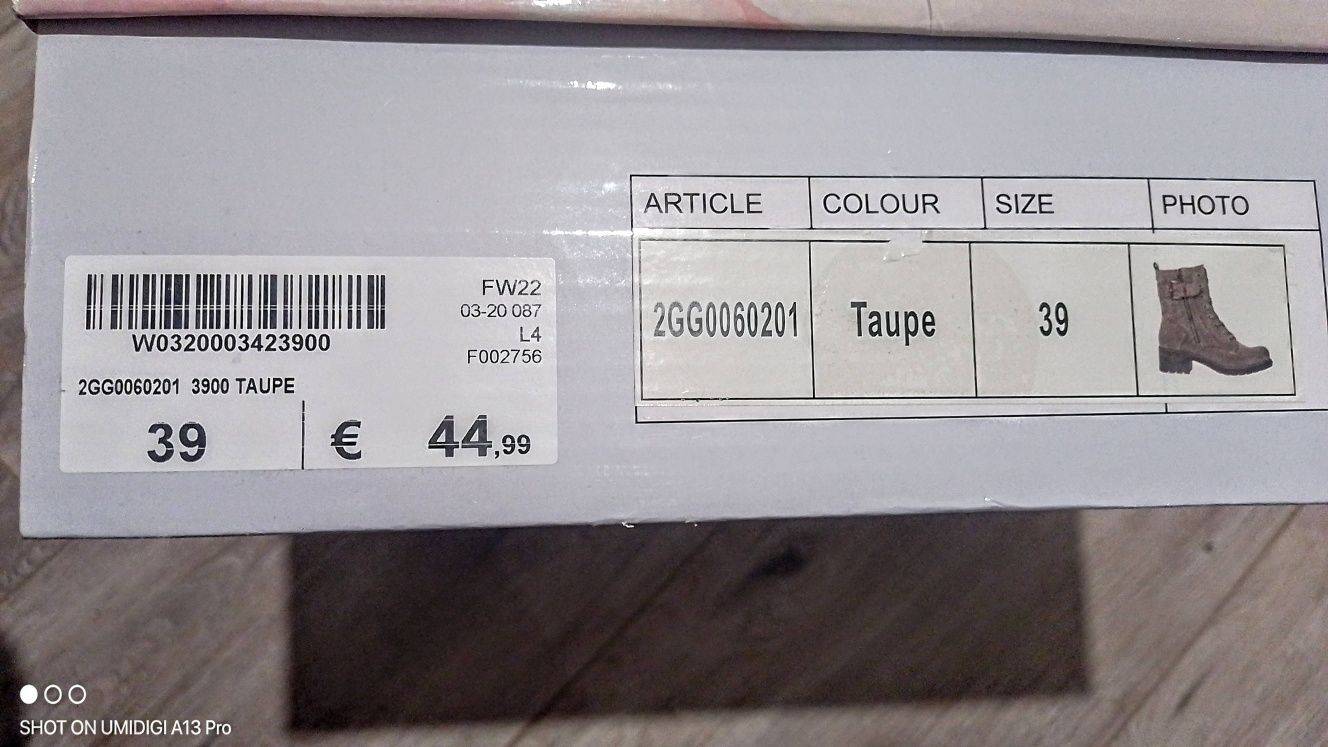 ARTICLE COLOUR SIZE PHOTO
2GG0060201 Taupe 39
W0320003423900
FW22
03-20 087
L4
F002756
2GG0060201 3900 TAUPE
39 € 44,99
SHOT ON UMIDIGI A13 Pro